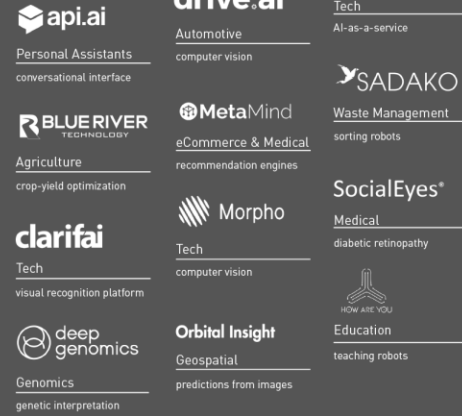 api.ai
Personal Assistants
conversational interface
BLUE RIVER
TECHNOLOGY
Agriculture
crop-yield optimization
clarifai
Tech
visual recognition platform
deep
genomics
Genomics
genetic interpretation
drive.ai
Automotive
computer vision
MetaMind
eCommerce & Medical
recommendation engines
Morpho
Tech
computer vision
Orbital Insight
Geospatial
predictions from images
Tech
AI-as-a-service
SADAKO
Waste Management
sorting robots
SocialEyes*
Medical
diabetic retinopathy
HOW ARE YOU
Education
teaching robots